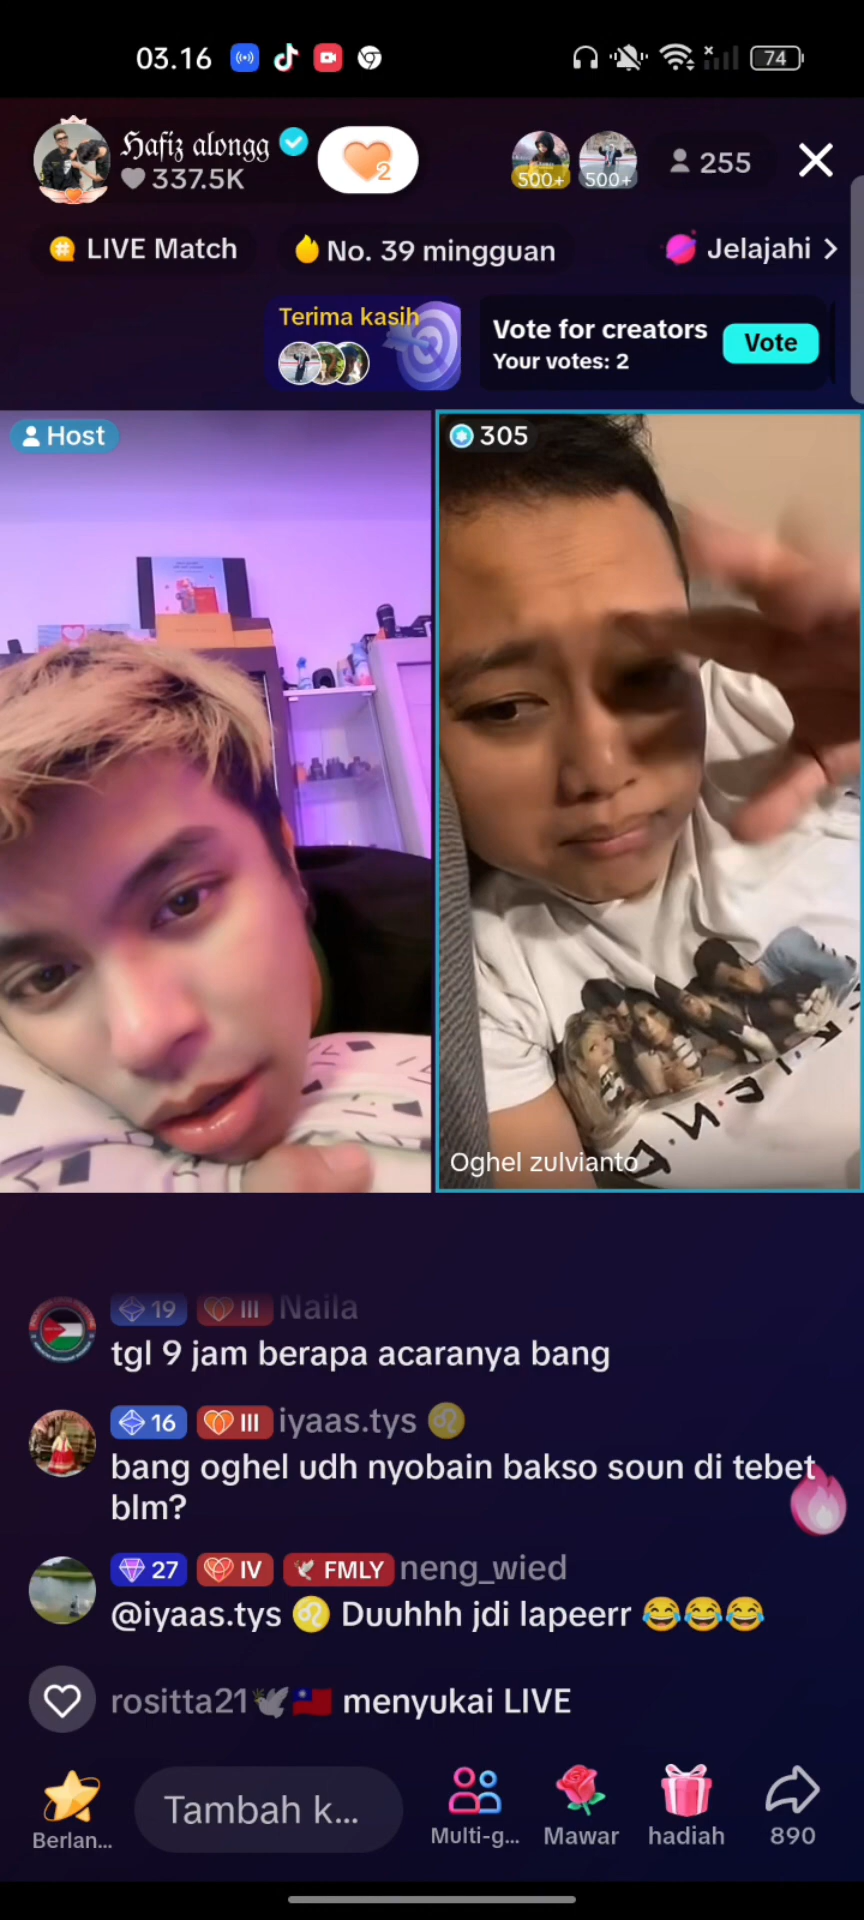 03.16
74
Hafiz alongg
337.5K
2
500+
500+
255
LIVE Match
No. 39 mingguan
Jelajahi
Terima kasih
Vote for creators
Your votes: 2
Vote
Host
305
Oghel zulvianto
19 III Naila
tgl 9 jam berapa acaranya bang
16 III iyaas.tys ♌
bang oghel udh nyobain bakso soun di tebet
blm?
27 IV FMLY neng_wied
@iyaas.tys ♌ Duuhhh jdi lapeerr 😂😂😂
rositta21🕊🇹🇼 menyukai LIVE
Berlan...
Tambah k...
Multi-g...
Mawar
hadiah
890